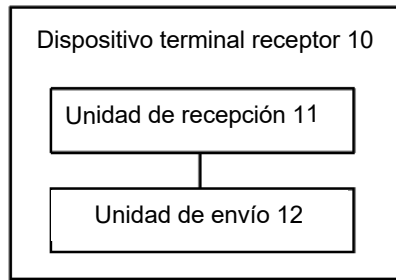 Dispositivo terminal receptor 10
Unidad de recepción 11
Unidad de envío 12